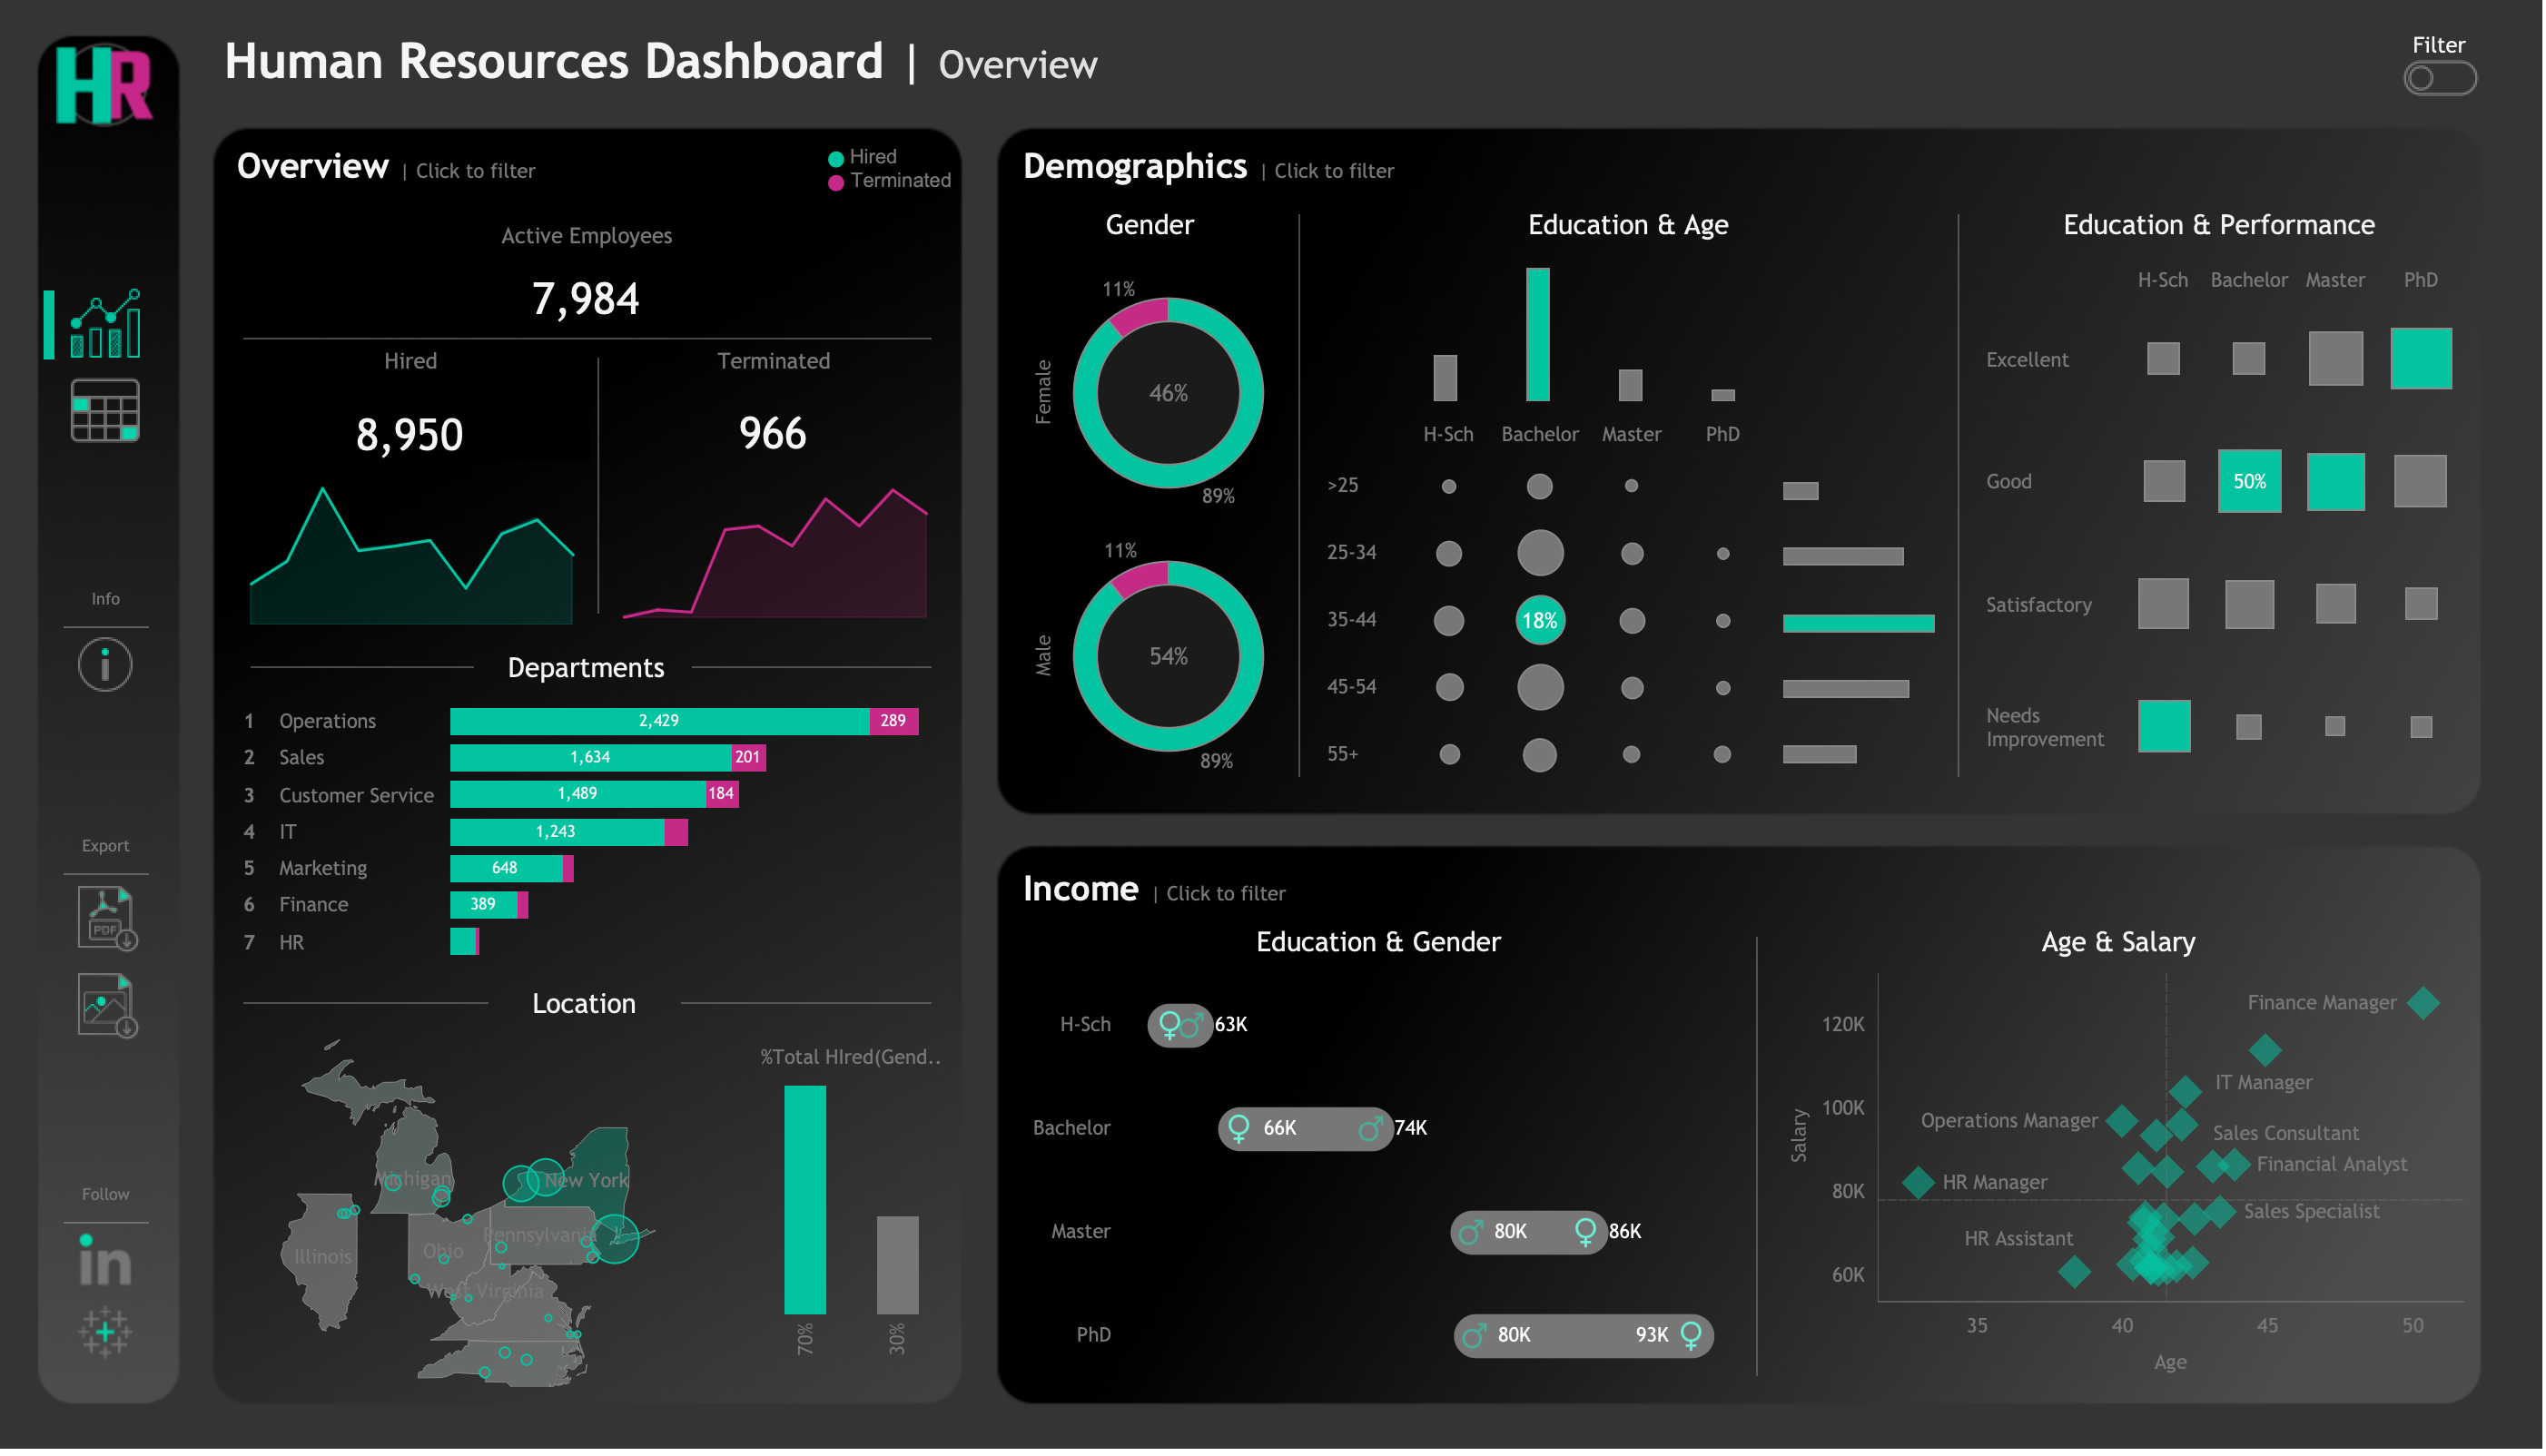 HR
Human Resources Dashboard | Overview
Filter
Info
Export
PDF
Follow
in
Overview | Click to filter
Hired
Terminated
Active Employees
7,984
Hired
8,950
Terminated
966
Departments
1 Operations 2,429 289
2 Sales 1,634 201
3 Customer Service 1,489 184
4 IT 1,243
5 Marketing 648
6 Finance 389
7 HR
Location
Michigan
New York
Pennsylvania
Illinois
Ohio
West Virginia
%Total HIred(Gend..
70%
30%
Demographics | Click to filter
Gender
Female
11%
46%
89%
Male
11%
54%
89%
Education & Age
H-Sch Bachelor Master PhD
>25
25-34
35-44 18%
45-54
55+
Education & Performance
H-Sch Bachelor Master PhD
Excellent
Good 50%
Satisfactory
Needs
Improvement
Income | Click to filter
Education & Gender
H-Sch 63K
Bachelor 66K 74K
Master 80K 86K
PhD 80K 93K
Age & Salary
Salary
120K
100K
80K
60K
Finance Manager
IT Manager
Operations Manager
Sales Consultant
Financial Analyst
HR Manager
Sales Specialist
HR Assistant
35 40 45 50
Age